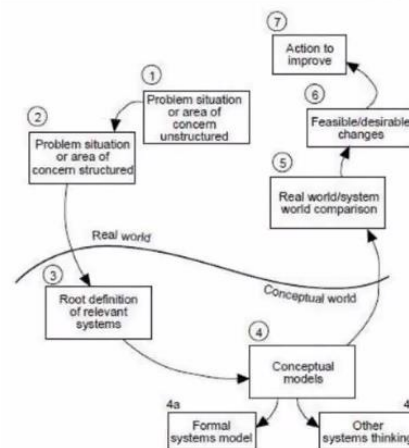 7
Action to
improve
1
Problem situation
or area of
concern
unstructured
6
Feasible/desirable
changes
2
Problem situation
or area of
concern structured
5
Real world/system
world comparison
Real world
3
Root definition
of relevant
systems
Conceptual world
4
Conceptual
models
4a
Formal
systems model
4
Other
systems thinking